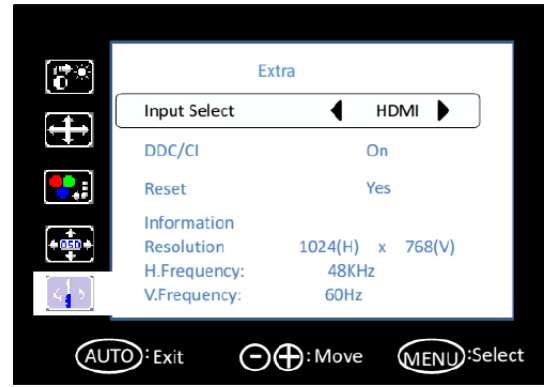 Extra
Input Select HDMI
DDC/CI On
Reset Yes
Information
Resolution 1024(H) x 768(V)
H.Frequency: 48KHz
V.Frequency: 60Hz
OSD
AUTO: Exit - +: Move MENU:Select